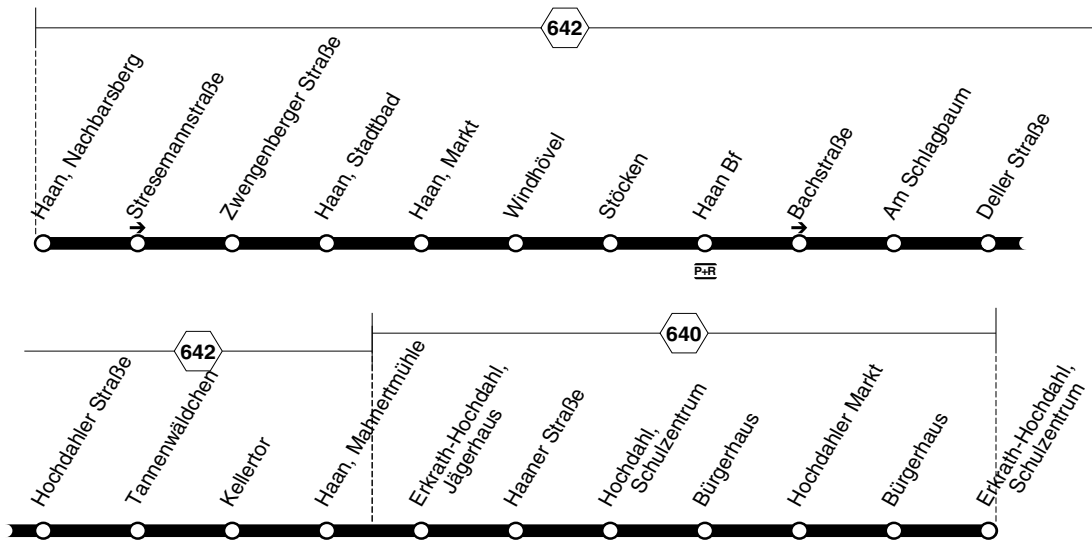 642
Haan, Nachbarsberg
Stresemannstraße
Zwengenberger Straße
Haan, Stadtbad
Haan, Markt
Windhövel
Stöcken
Haan Bf
Bachstraße
Am Schlagbaum
Deller Straße
P+R
642
640
Hochdahler Straße
Tannenwäldchen
Kellertor
Haan, Mahnertmühle
Erkrath-Hochdahl,
Jägerhaus
Haaner Straße
Hochdahl,
Schulzentrum
Bürgerhaus
Hochdahler Markt
Bürgerhaus
Erkrath-Hochdahl,
Schulzentrum